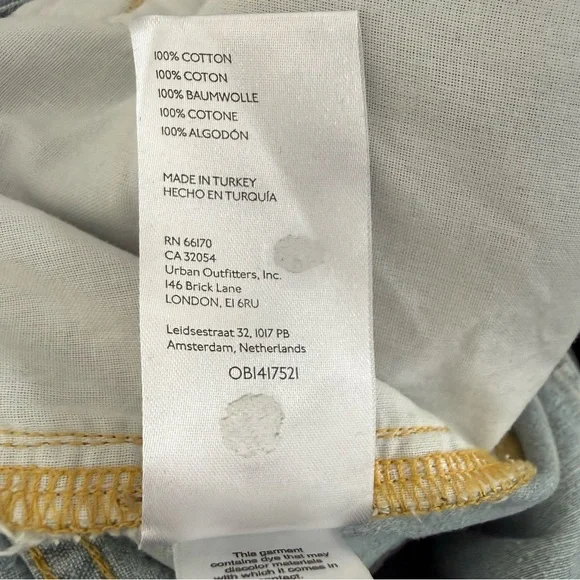 100% COTTON
100% COTON
100% BAUMWOLLE
100% COTONE
100% ALGODÓN
MADE IN TURKEY
HECHO EN TURQUÍA
RN 66170
CA 32054
Urban Outfitters, Inc.
146 Brick Lane
LONDON, E1 6RU
Leidsestraat 32, 1017 PB
Amsterdam, Netherlands
OB1417521
This garment
contains dye that may
discolor materials
with which it comes in
contact.